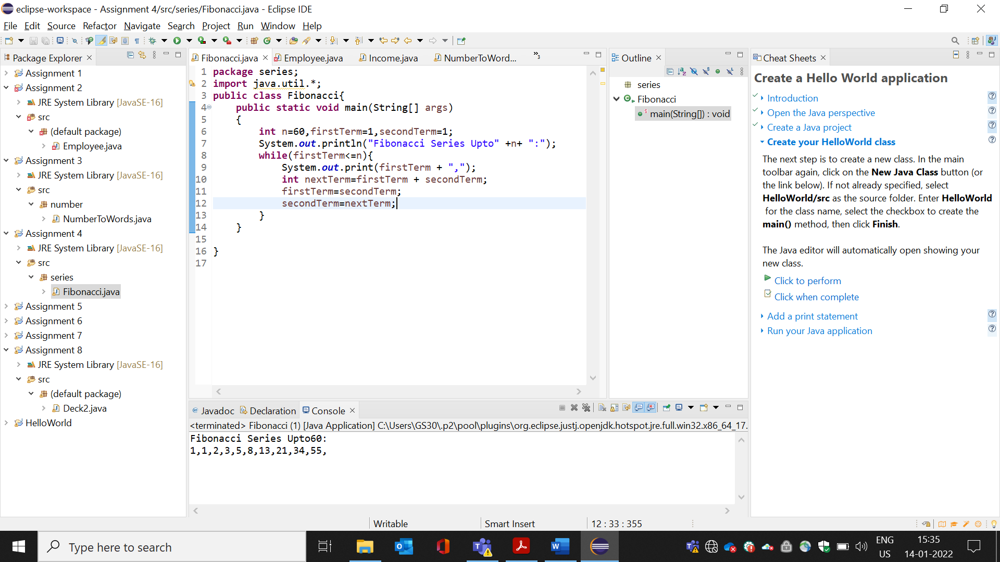 eclipse-workspace - Assignment 4/src/series/Fibonacci.java - Eclipse IDE
File Edit Source Refactor Navigate Search Project Run Window Help
Package Explorer
Assignment 1
Assignment 2
JRE System Library [JavaSE-16]
src
(default package)
Employee.java
Assignment 3
JRE System Library [JavaSE-16]
src
number
NumberToWords.java
Assignment 4
JRE System Library [JavaSE-16]
src
series
Fibonacci.java
Assignment 5
Assignment 6
Assignment 7
Assignment 8
JRE System Library [JavaSE-16]
src
(default package)
Deck2.java
HelloWorld
Fibonacci.java Employee.java Income.java NumberToWord... »3
1 package series;
2 import java.util.*;
3 public class Fibonacci{
4 public static void main(String[] args)
5 {
6 int n=60,firstTerm=1,secondTerm=1;
7 System.out.println("Fibonacci Series Upto" +n+ ":");
8 while(firstTerm<=n){
9 System.out.print(firstTerm + ",");
10 int nextTerm=firstTerm + secondTerm;
11 firstTerm=secondTerm;
12 secondTerm=nextTerm;
13 }
14 }
15
16 }
17
Outline
series
Fibonacci
main(String[]) : void
Cheat Sheets
Create a Hello World application
Introduction
Open the Java perspective
Create a Java project
Create your HelloWorld class
The next step is to create a new class. In the main
toolbar again, click on the New Java Class button (or
the link below). If not already specified, select
HelloWorld/src as the source folder. Enter HelloWorld
for the class name, select the checkbox to create the
main() method, then click Finish.
The Java editor will automatically open showing your
new class.
Click to perform
Click when complete
Add a print statement
Run your Java application
Javadoc Declaration Console
<terminated> Fibonacci (1) [Java Application] C:\Users\GS30\.p2\pool\plugins\org.eclipse.justj.openjdk.hotspot.jre.full.win32.x86_64_17.
Fibonacci Series Upto60:
1,1,2,3,5,8,13,21,34,55,
Writable Smart Insert 12 : 33 : 355
Type here to search
ENG
US
15:35
14-01-2022